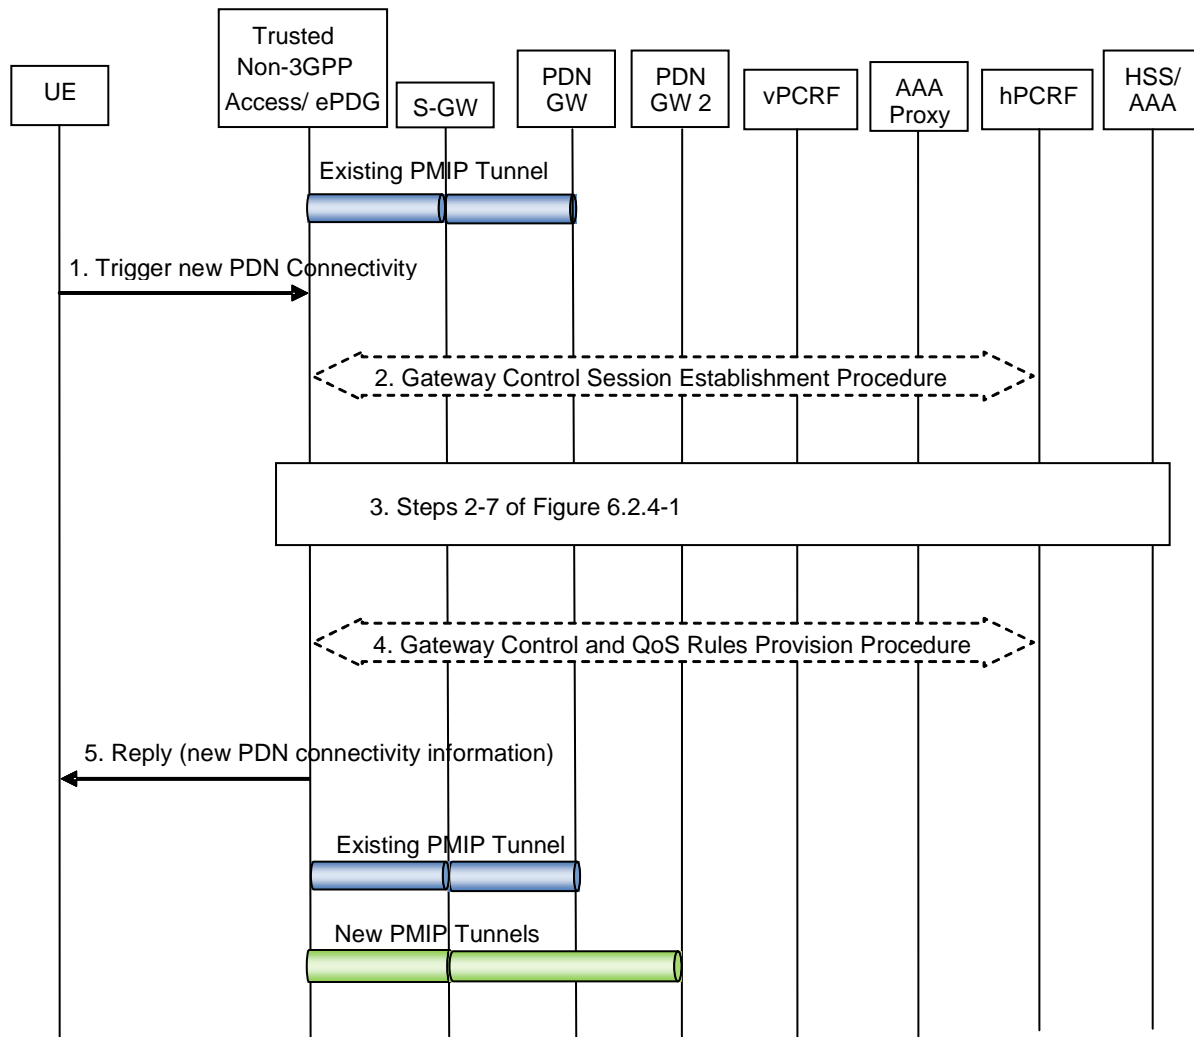 UE
Trusted
Non-3GPP
Access/ ePDG
S-GW
PDN
GW
PDN
GW 2
vPCRF
AAA
Proxy
hPCRF
HSS/
AAA
Existing PMIP Tunnel
1. Trigger new PDN Connectivity
2. Gateway Control Session Establishment Procedure
3. Steps 2-7 of Figure 6.2.4-1
4. Gateway Control and QoS Rules Provision Procedure
5. Reply (new PDN connectivity information)
Existing PMIP Tunnel
New PMIP Tunnels